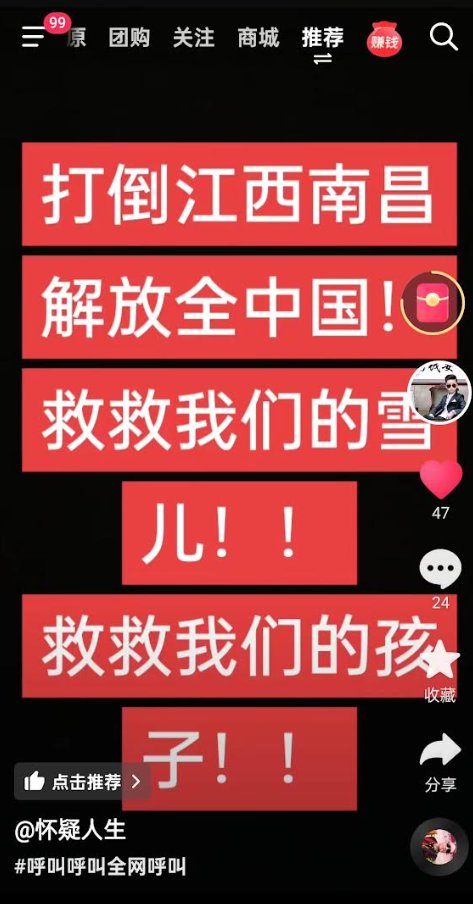 99
原 团购 关注 商城 推荐 赚钱
打倒江西南昌
解放全中国！
救救我们的雪
儿！！
救救我们的孩
子！！
47
24
收藏
分享
点击推荐
@怀疑人生
#呼叫呼叫全网呼叫